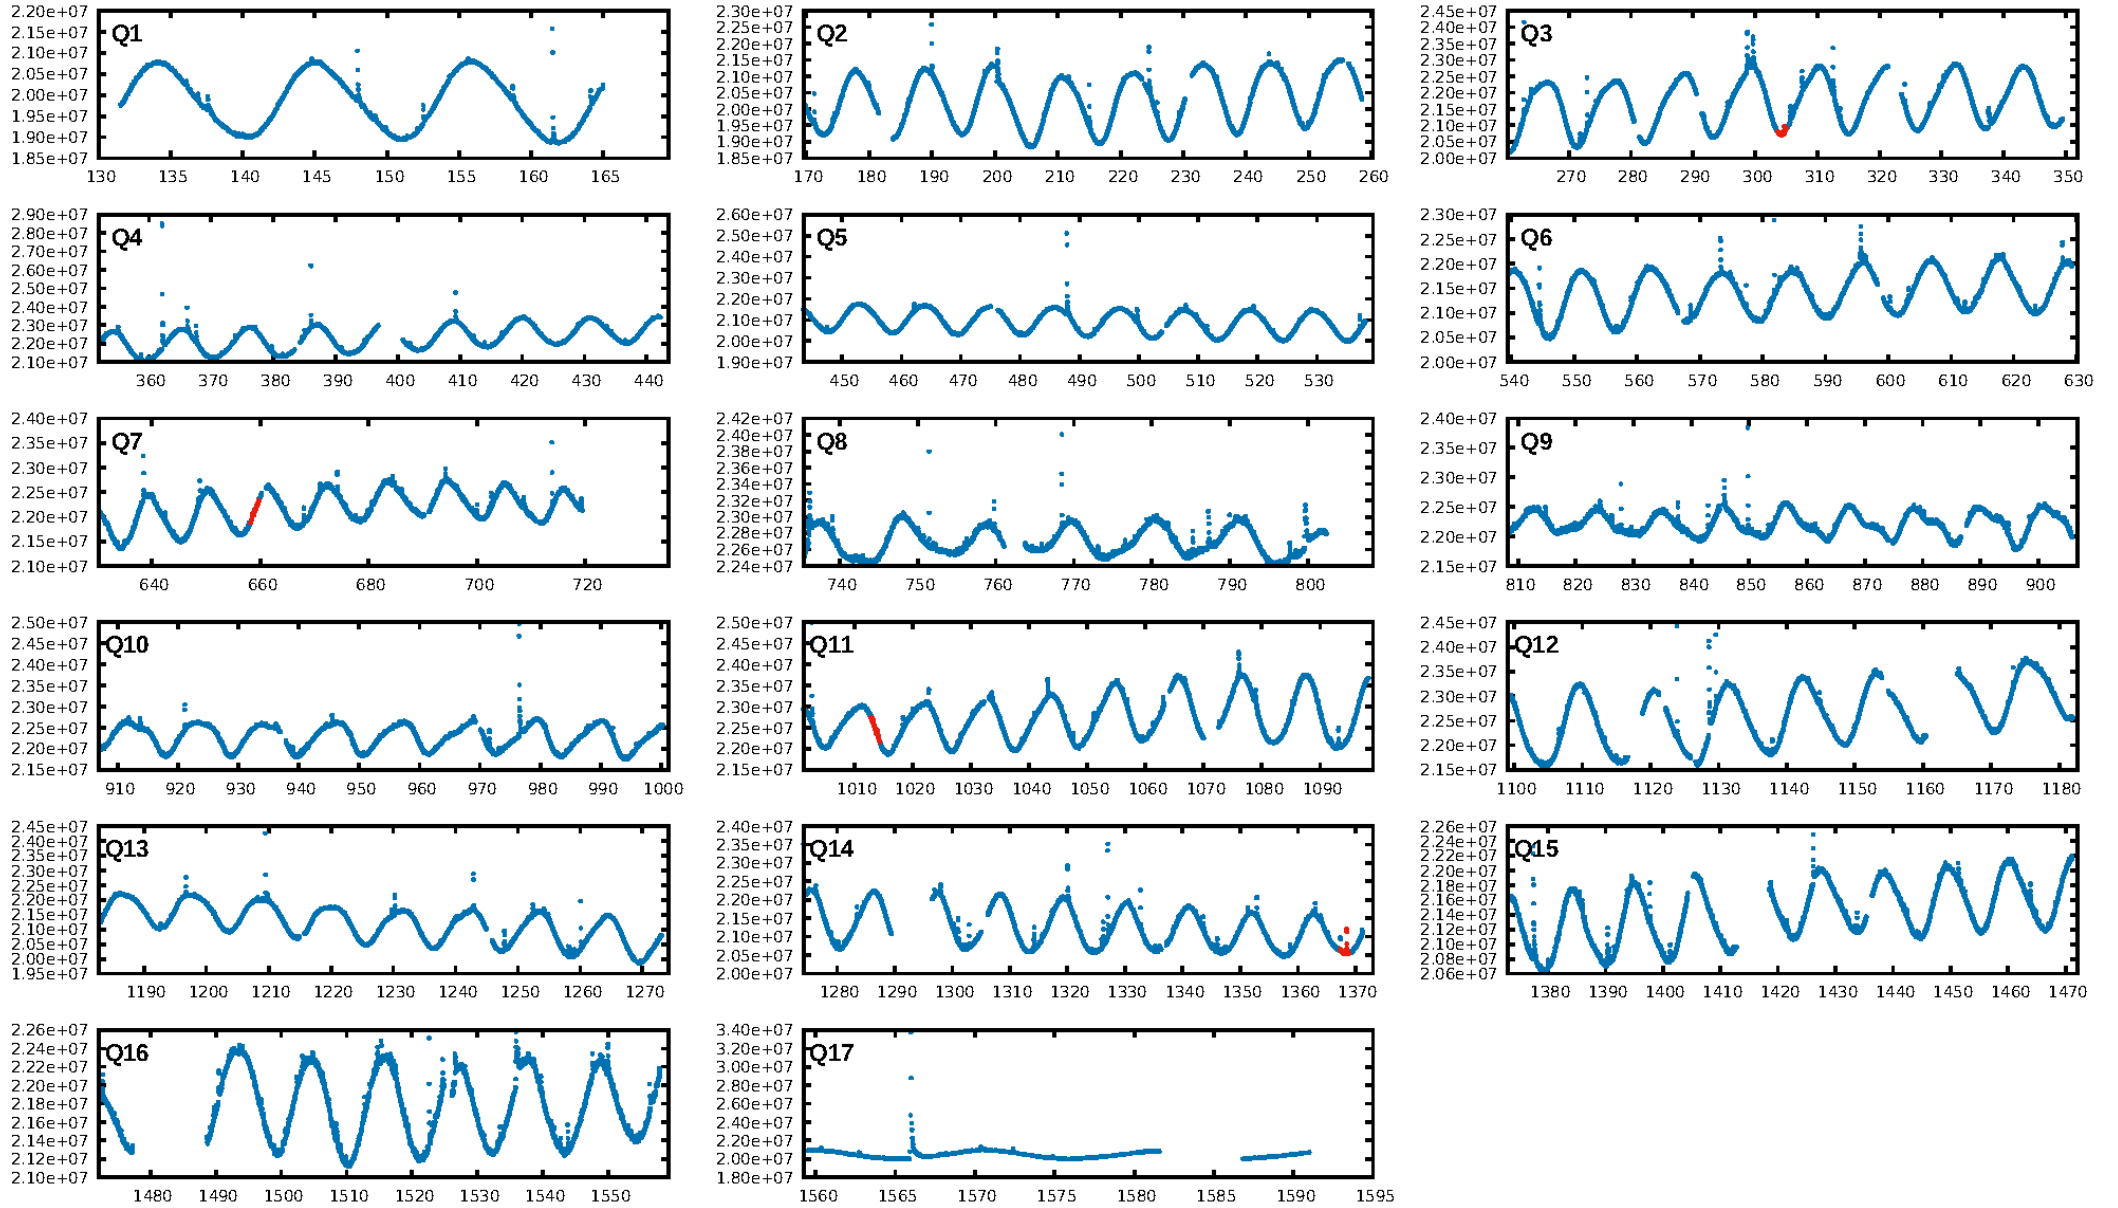 Q1
2.20e+07
2.15e+07
2.10e+07
2.05e+07
2.00e+07
1.95e+07
1.90e+07
1.85e+07
130 135 140 145 150 155 160 165
Q2
2.30e+07
2.25e+07
2.20e+07
2.15e+07
2.10e+07
2.05e+07
2.00e+07
1.95e+07
1.90e+07
1.85e+07
170 180 190 200 210 220 230 240 250 260
Q3
2.45e+07
2.40e+07
2.35e+07
2.30e+07
2.25e+07
2.20e+07
2.15e+07
2.10e+07
2.05e+07
2.00e+07
270 280 290 300 310 320 330 340 350
Q4
2.90e+07
2.80e+07
2.70e+07
2.60e+07
2.50e+07
2.40e+07
2.30e+07
2.20e+07
2.10e+07
360 370 380 390 400 410 420 430 440
Q5
2.60e+07
2.50e+07
2.40e+07
2.30e+07
2.20e+07
2.10e+07
2.00e+07
1.90e+07
450 460 470 480 490 500 510 520 530
Q6
2.30e+07
2.25e+07
2.20e+07
2.15e+07
2.10e+07
2.05e+07
2.00e+07
540 550 560 570 580 590 600 610 620 630
Q7
2.40e+07
2.35e+07
2.30e+07
2.25e+07
2.20e+07
2.15e+07
2.10e+07
640 660 680 700 720
Q8
2.42e+07
2.40e+07
2.38e+07
2.36e+07
2.34e+07
2.32e+07
2.30e+07
2.28e+07
2.26e+07
2.24e+07
740 750 760 770 780 790 800
Q9
2.40e+07
2.35e+07
2.30e+07
2.25e+07
2.20e+07
2.15e+07
810 820 830 840 850 860 870 880 890 900
Q10
2.50e+07
2.45e+07
2.40e+07
2.35e+07
2.30e+07
2.25e+07
2.20e+07
2.15e+07
910 920 930 940 950 960 970 980 990 1000
Q11
2.50e+07
2.45e+07
2.40e+07
2.35e+07
2.30e+07
2.25e+07
2.20e+07
2.15e+07
1010 1020 1030 1040 1050 1060 1070 1080 1090
Q12
2.45e+07
2.40e+07
2.35e+07
2.30e+07
2.25e+07
2.20e+07
2.15e+07
1100 1110 1120 1130 1140 1150 1160 1170 1180
Q13
2.45e+07
2.40e+07
2.35e+07
2.30e+07
2.25e+07
2.20e+07
2.15e+07
2.10e+07
2.05e+07
2.00e+07
1.95e+07
1190 1200 1210 1220 1230 1240 1250 1260 1270
Q14
2.40e+07
2.35e+07
2.30e+07
2.25e+07
2.20e+07
2.15e+07
2.10e+07
2.05e+07
2.00e+07
1280 1290 1300 1310 1320 1330 1340 1350 1360 1370
Q15
2.26e+07
2.24e+07
2.22e+07
2.20e+07
2.18e+07
2.16e+07
2.14e+07
2.12e+07
2.10e+07
2.08e+07
2.06e+07
1380 1390 1400 1410 1420 1430 1440 1450 1460 1470
Q16
2.26e+07
2.24e+07
2.22e+07
2.20e+07
2.18e+07
2.16e+07
2.14e+07
2.12e+07
2.10e+07
1480 1490 1500 1510 1520 1530 1540 1550
Q17
3.40e+07
3.20e+07
3.00e+07
2.80e+07
2.60e+07
2.40e+07
2.20e+07
2.00e+07
1.80e+07
1560 1565 1570 1575 1580 1585 1590 1595